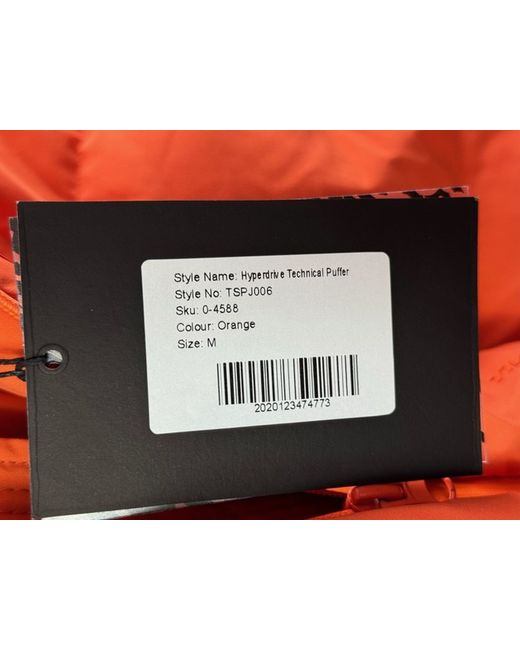 Style Name: Hyperdrive Technical Puffer
Style No: TSPJ006
Sku: 0-4588
Colour: Orange
Size: M
2020123474773